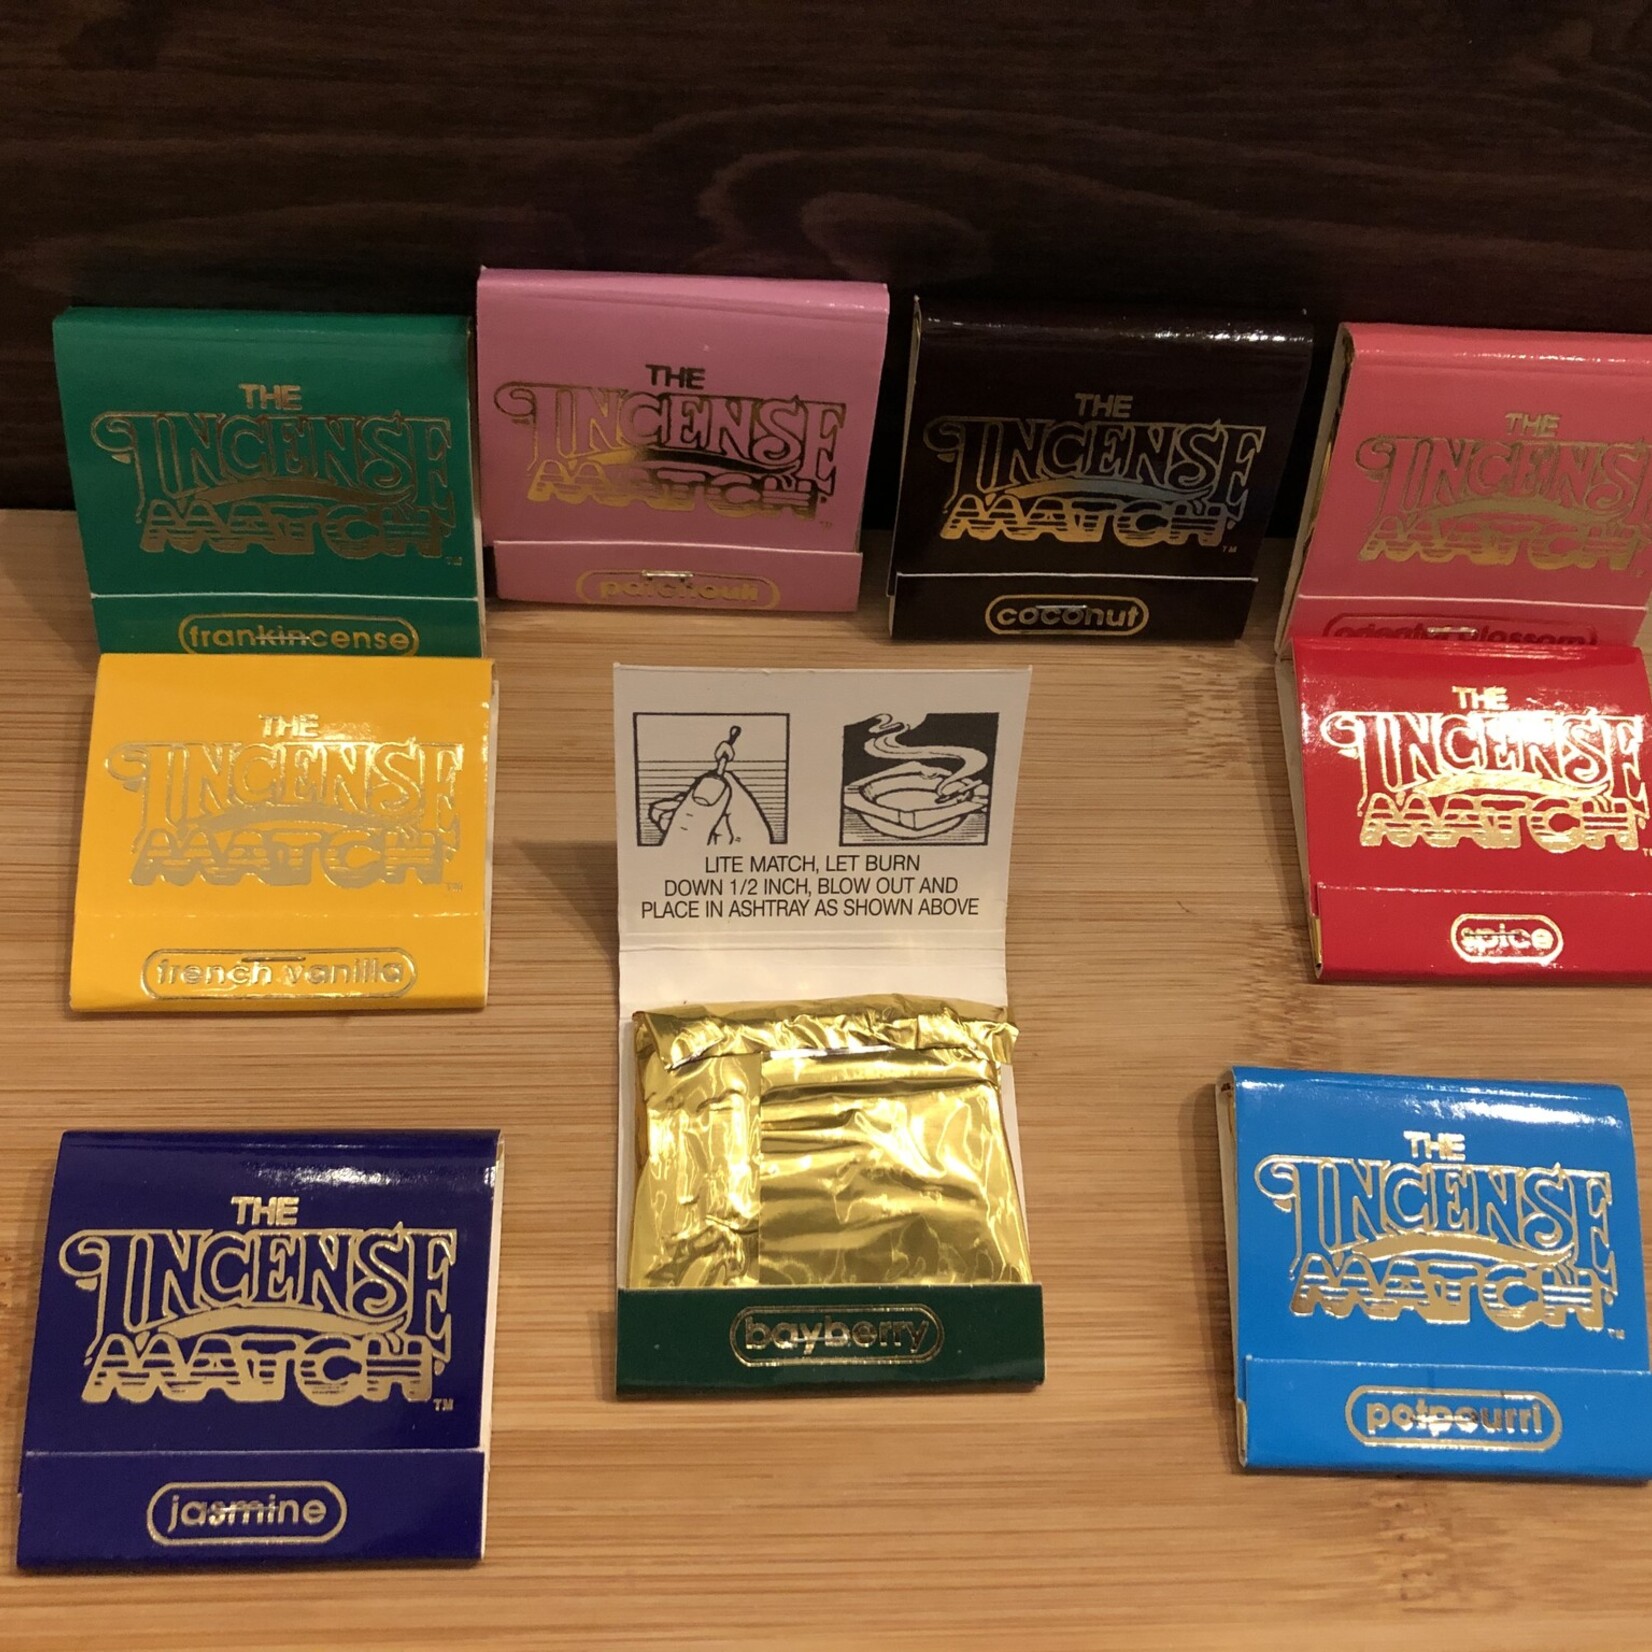 THE
INCENSE
MATCH
TM
frankincense
THE
INCENSE
MATCH
TM
patchouli
THE
INCENSE
MATCH
TM
coconut
THE
INCENSE
MATCH
blossom
THE
INCENSE
MATCH
TM
french vanilla
LITE MATCH, LET BURN
DOWN 1/2 INCH, BLOW OUT AND
PLACE IN ASHTRAY AS SHOWN ABOVE
bayberry
THE
INCENSE
MATCH
TM
spice
THE
INCENSE
MATCH
TM
jasmine
THE
INCENSE
MATCH
TM
potpourri